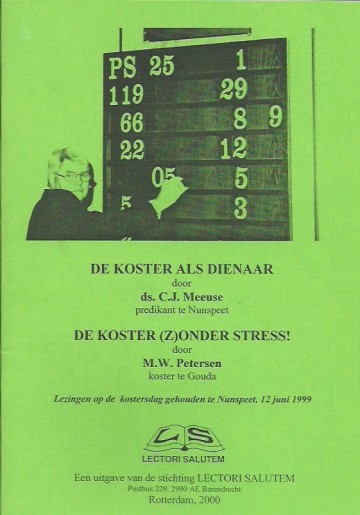 PS 25 1
119 29
66 8 9
22 12
05 5
5 3
DE KOSTER ALS DIENAAR
door
ds. C.J. Meeuse
predikant te Nunspeet
DE KOSTER (Z)ONDER STRESS!
door
M.W. Petersen
koster te Gouda
Lezingen op de kostersdag gehouden te Nunspeet, 12 juni 1999
LS
LECTORI SALUTEM
Een uitgave van de stichting LECTORI SALUTEM
Postbus 229, 2990 AE Barendrecht
Rotterdam, 2000